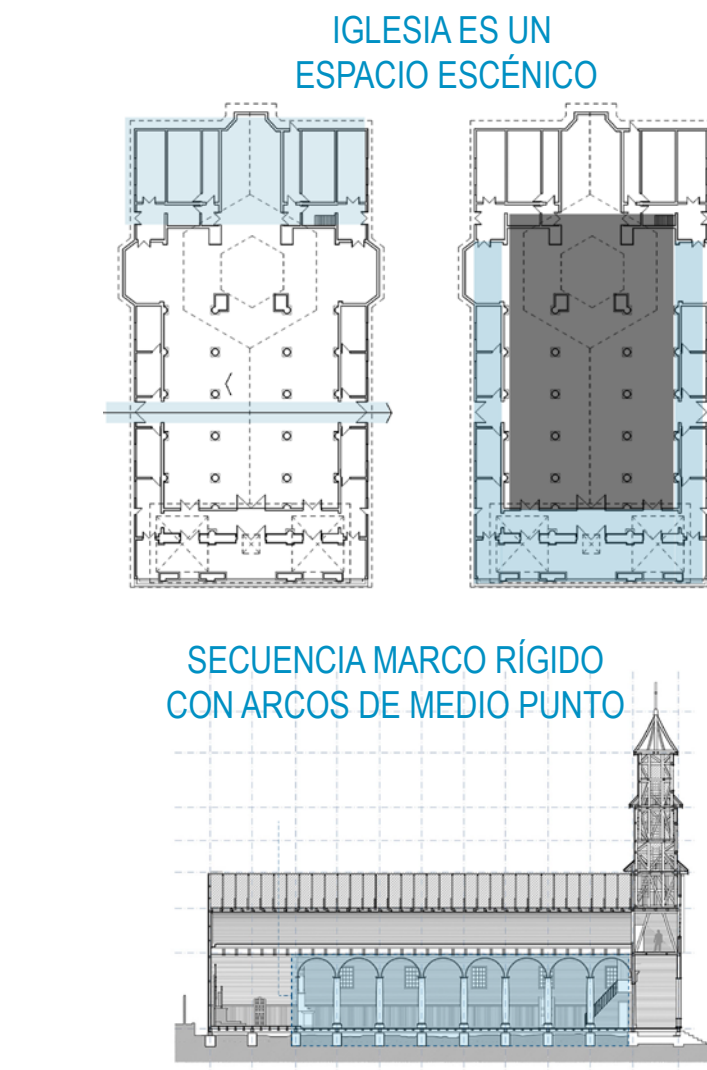 IGLESIA ES UN
ESPACIO ESCÉNICO
SECUENCIA MARCO RÍGIDO
CON ARCOS DE MEDIO PUNTO